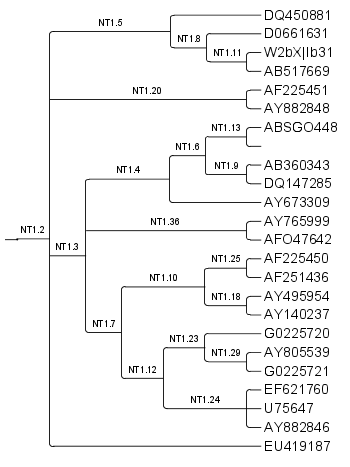 NT1.5
DQ450881
D0661631
NT1.8
W2bX|lb31
NT1.11
AB517669
AF225451
NT1.20
AY882848
ABSGO448
NT1.13
NT1.6
AB360343
NT1.9
NT1.4
DQ147285
AY673309
AY765999
NT1.36
NT1.2
AFO47642
NT1.3
AF225450
NT1.25
NT1.10
AF251436
AY495954
NT1.18
AY140237
NT1.7
G0225720
NT1.23
AY805539
NT1.29
NT1.12
G0225721
EF621760
NT1.24
U75647
AY882846
EU419187